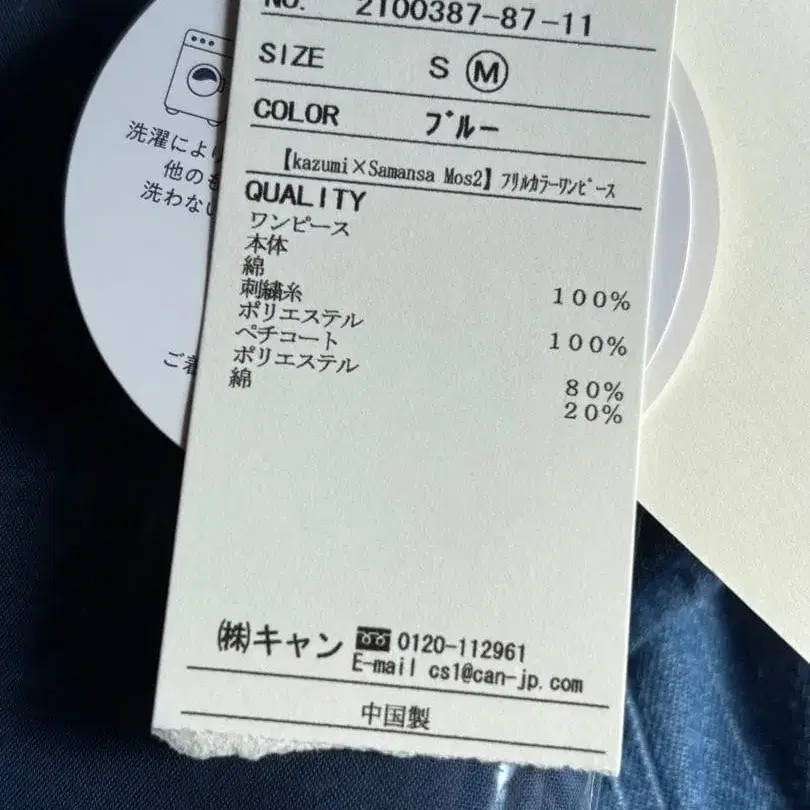 NO. 2100387-87-11
SIZE S Ⓜ
COLOR ブルー
【kazumi×Samansa Mos2】フリルカラーワンピース
QUALITY
ワンピース
本体
綿 100%
刺繍糸
ポリエステル 100%
ペチコート
ポリエステル 80%
綿 20%
㈱キャン 0120-112961
E-mail cs1@can-jp.com
中国製
洗濯により
他のも
洗わない
ご着